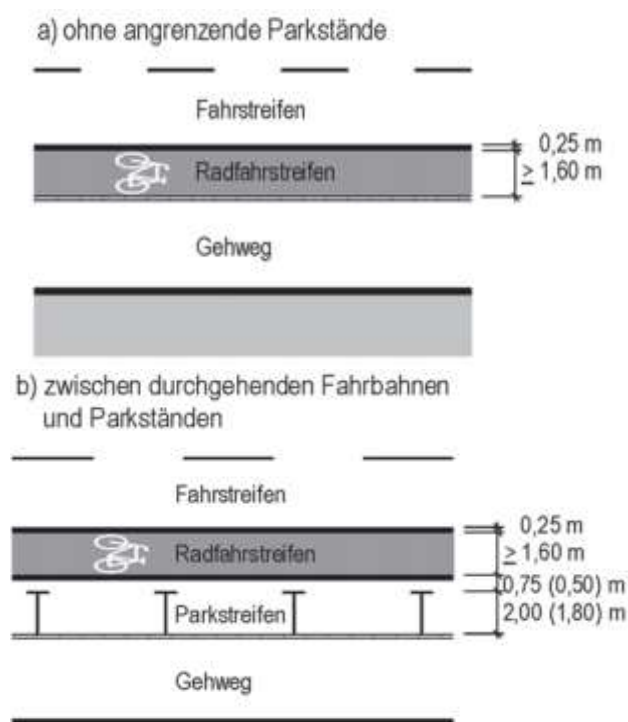 a) ohne angrenzende Parkstände
Fahrstreifen
0,25 m
Radfahrstreifen
≥ 1,60 m
Gehweg
b) zwischen durchgehenden Fahrbahnen
und Parkständen
Fahrstreifen
0,25 m
Radfahrstreifen
≥ 1,60 m
0,75 (0,50) m
Parkstreifen
2,00 (1,80) m
Gehweg